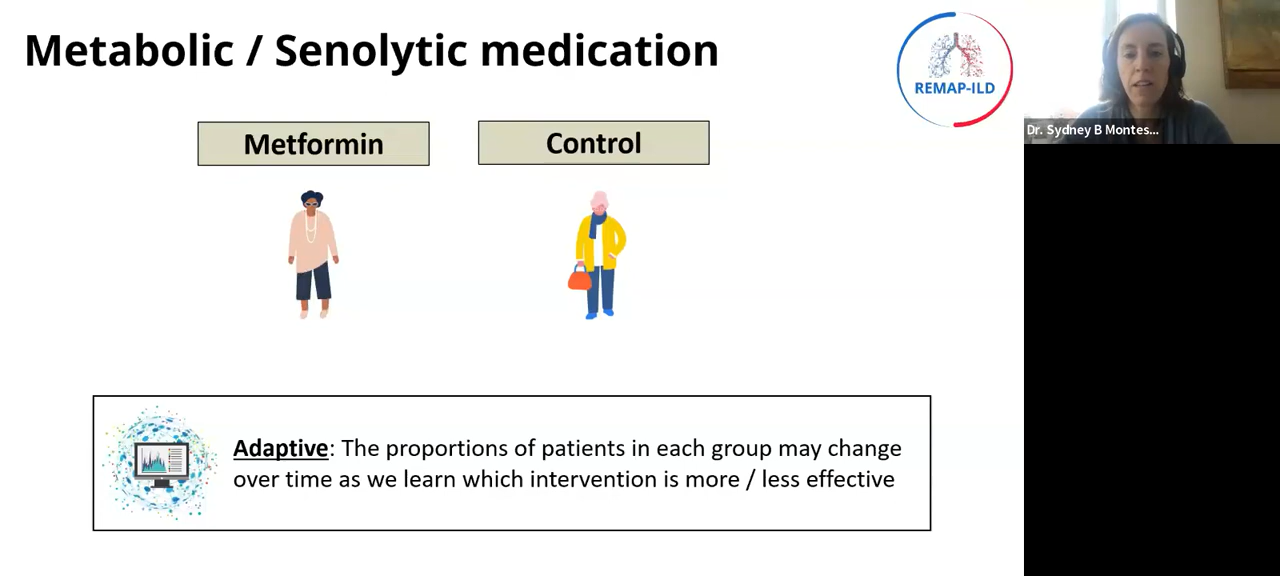 Metabolic / Senolytic medication
REMAP-ILD
Dr. Sydney B Montes...
Metformin
Control
Adaptive: The proportions of patients in each group may change
over time as we learn which intervention is more / less effective